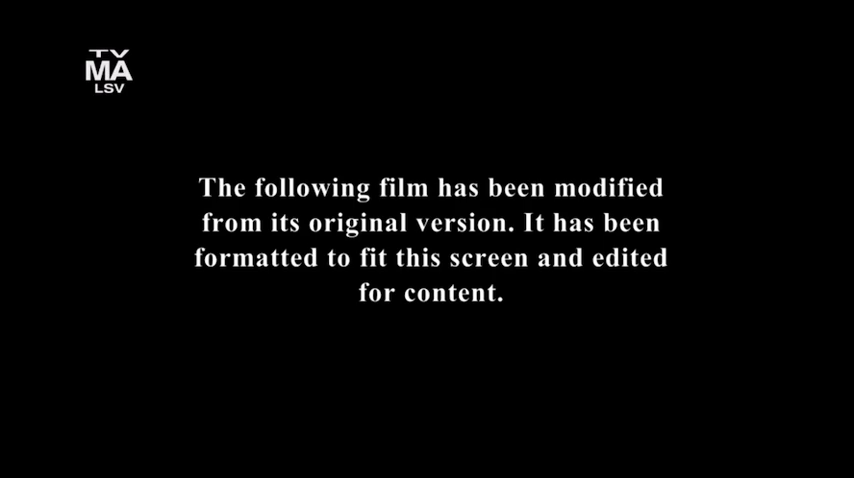 TV
MA
LSV
The following film has been modified
from its original version. It has been
formatted to fit this screen and edited
for content.